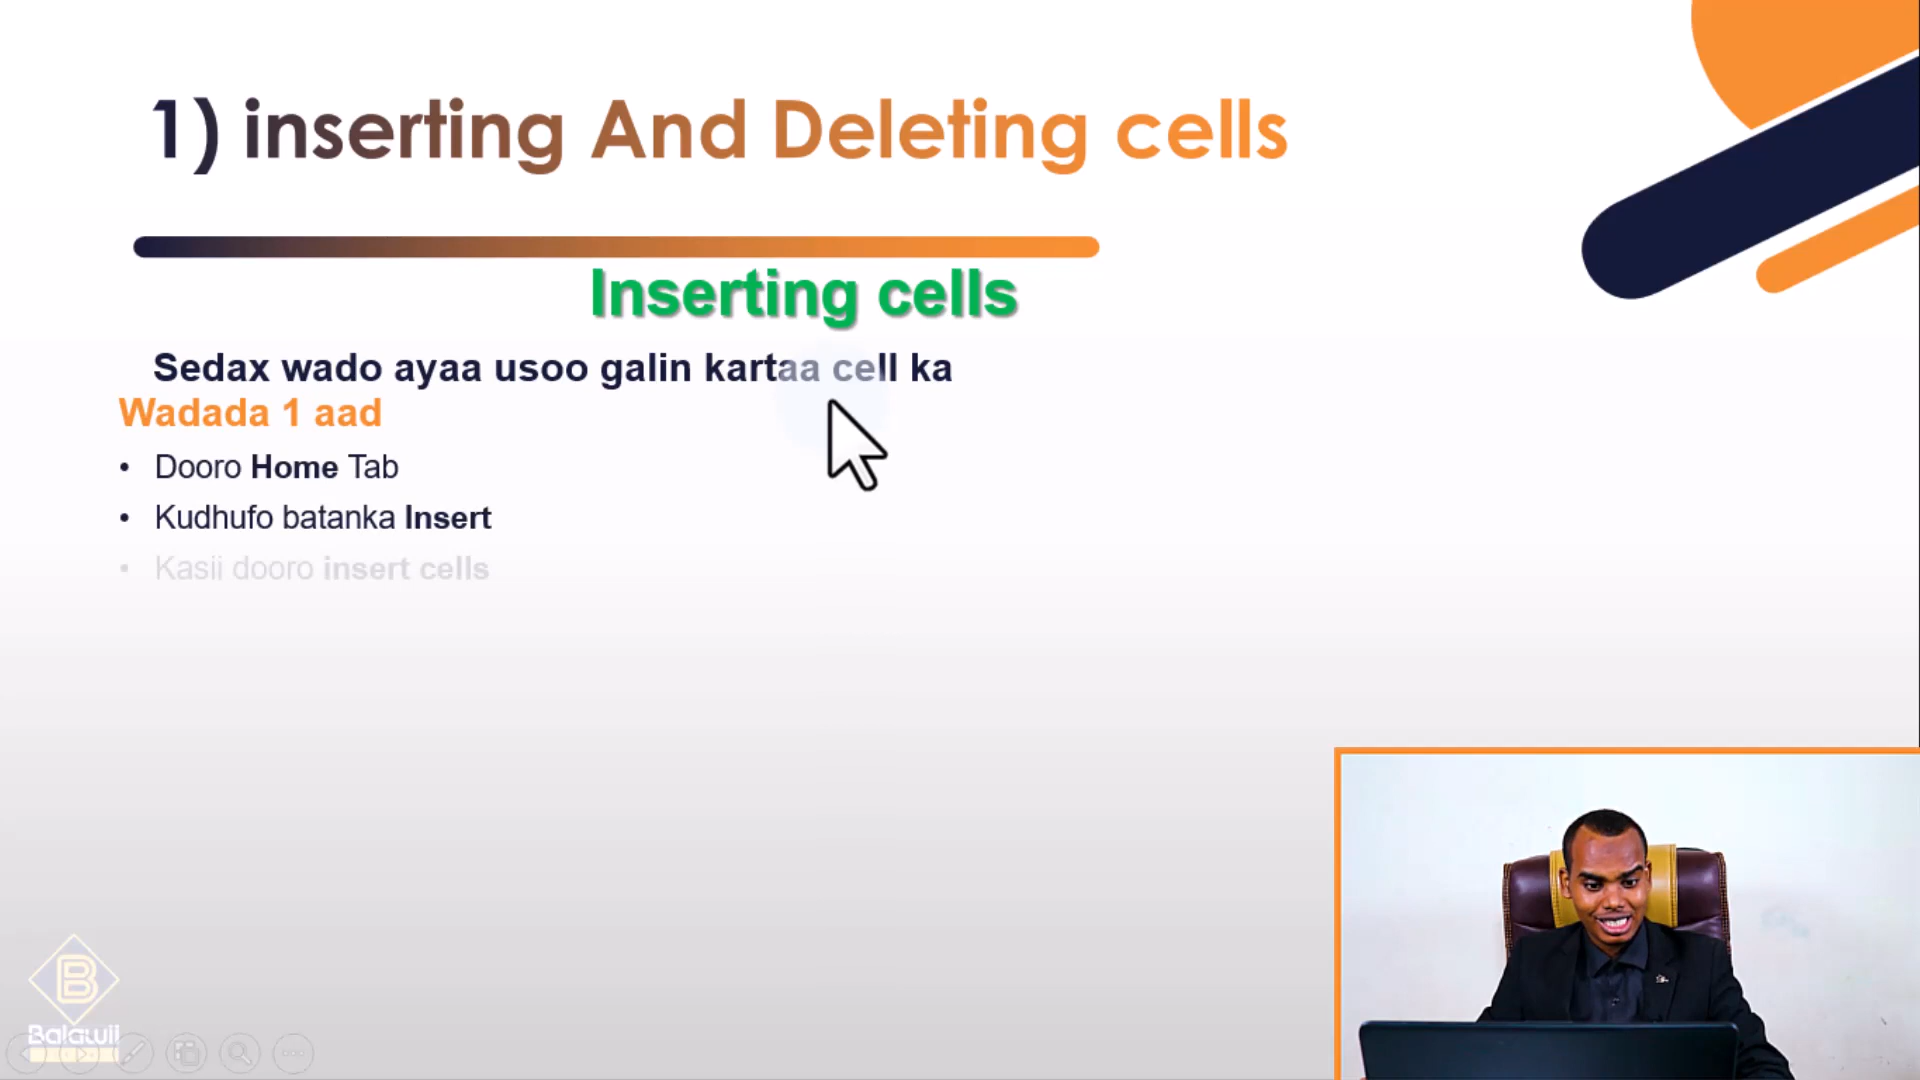 1) inserting And Deleting cells
Inserting cells
Sedax wado ayaa usoo galin kartaa cell ka
Wadada 1 aad
• Dooro Home Tab
• Kudhufo batanka Insert
• Kasii dooro insert cells
B
Balawii